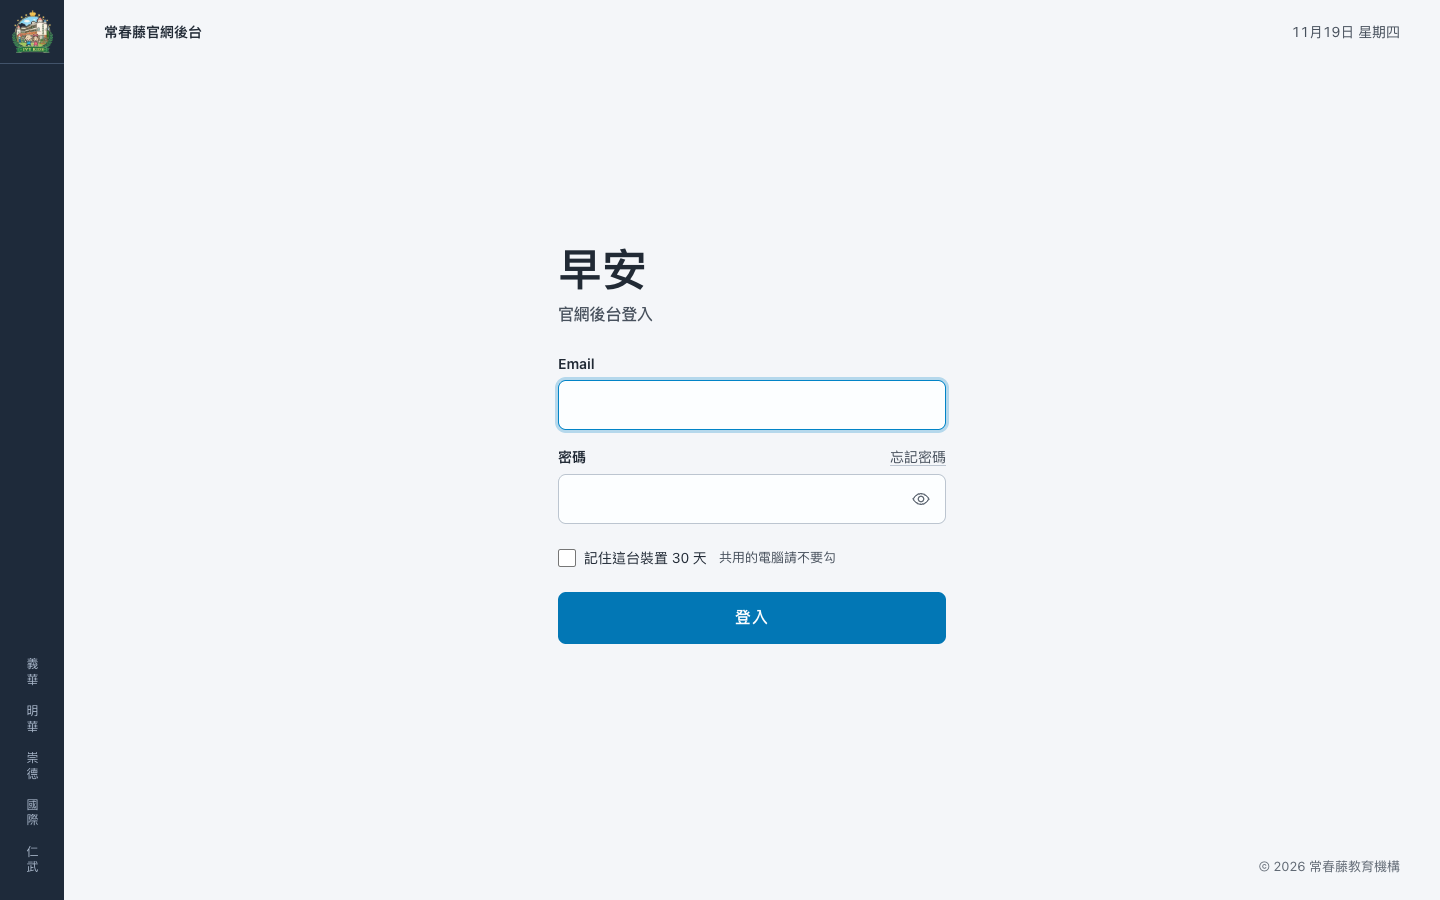 常春藤官網後台
11月19日 星期四
早安
官網後台登入
Email
密碼
忘記密碼
記住這台裝置 30 天
共用的電腦請不要勾
登入
義華
明華
崇德
國際
仁武
© 2026 常春藤教育機構